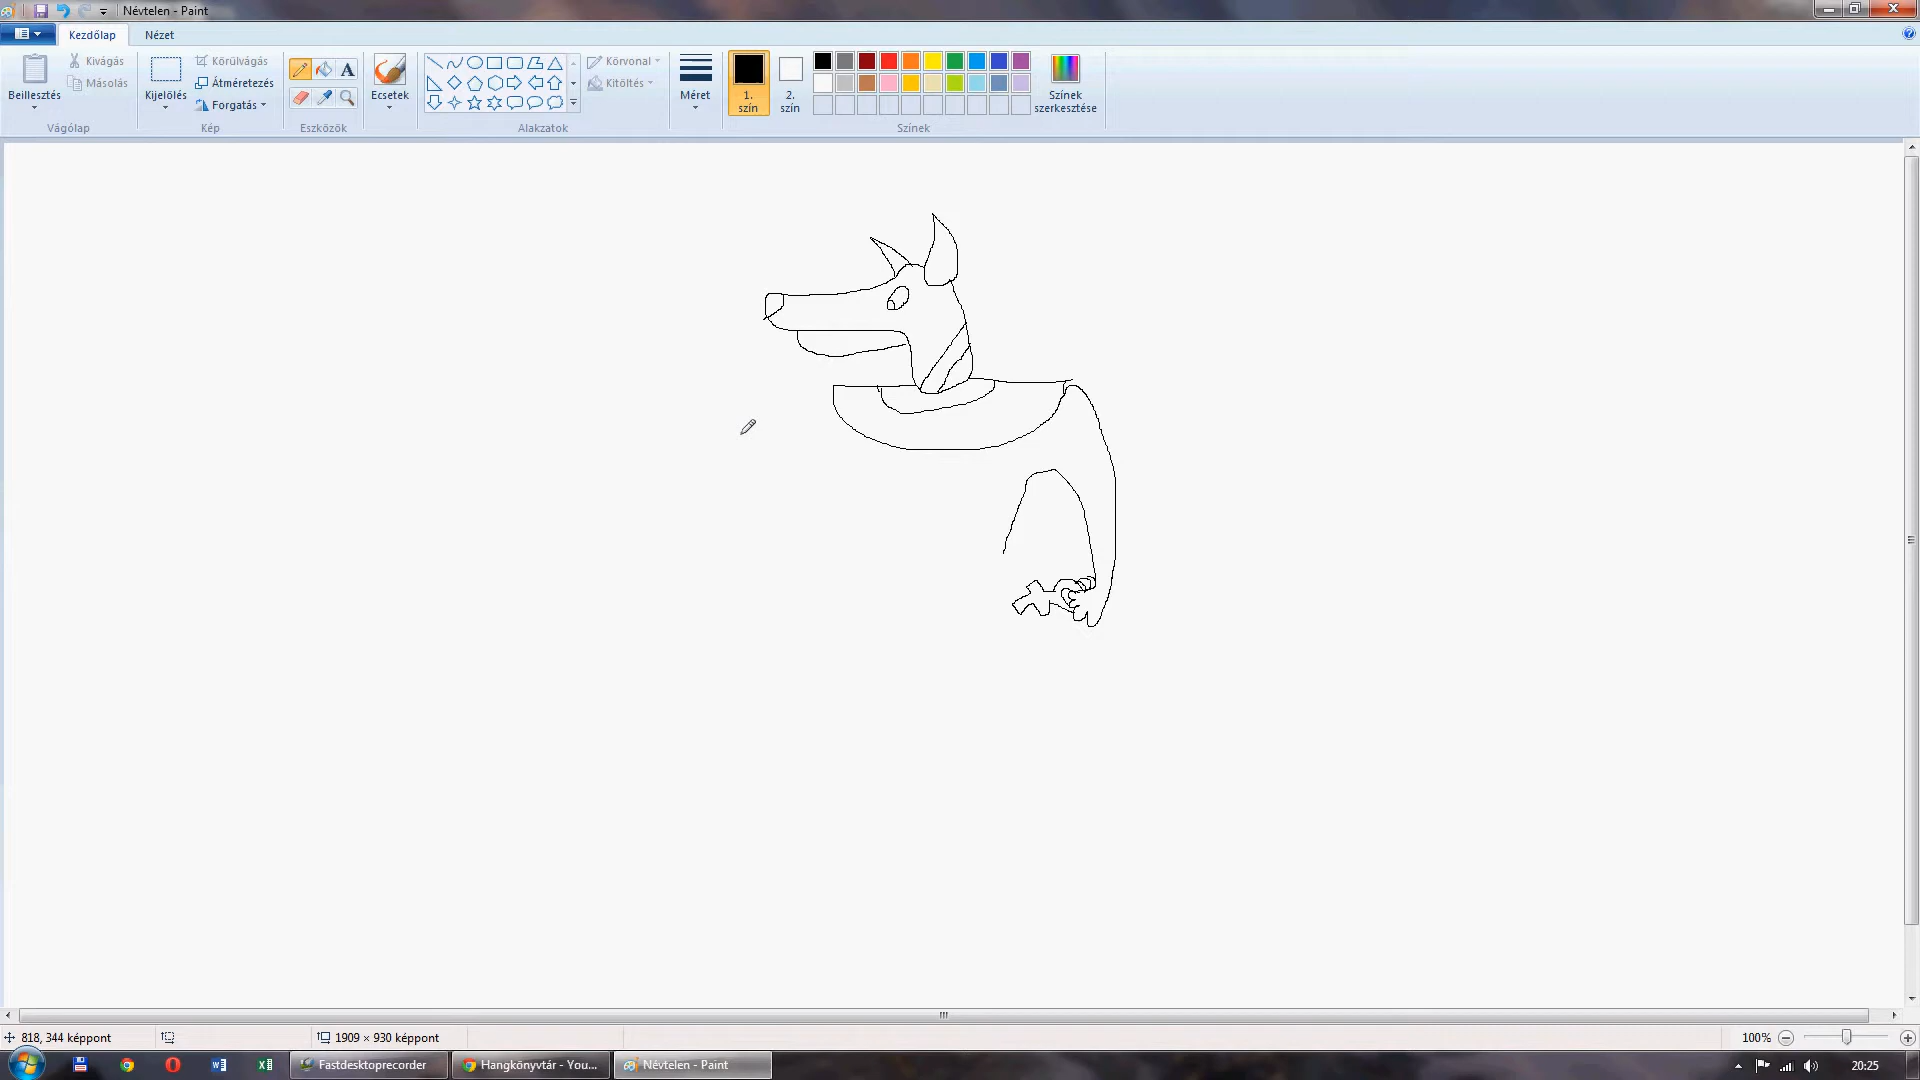 Névtelen - Paint
Kezdőlap
Nézet
Beillesztés
Kivágás
Másolás
Vágólap
Kijelölés
Körülvágás
Átméretezés
Forgatás
Kép
A
Eszközök
Ecsetek
Körvonal
Kitöltés
Alakzatok
Méret
1. szín
2. szín
Színek szerkesztése
Színek
818, 344 képpont
1909 × 930 képpont
100%
Fastdesktoprecorder
Hangkönyvtár - You...
Névtelen - Paint
20:25